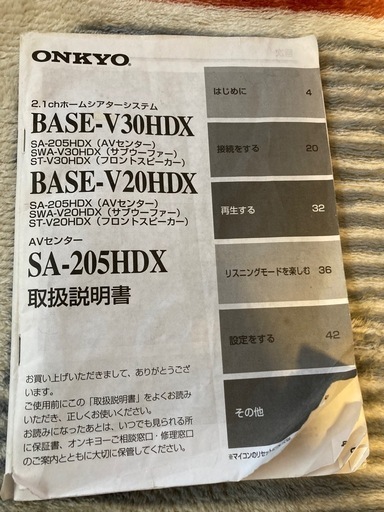 ONKYO
2.1chホームシアターシステム
BASE-V30HDX
SA-205HDX(AVセンター)
SWA-V30HDX(サブウーファー)
ST-V30HDX(フロントスピーカー)
BASE-V20HDX
SA-205HDX(AVセンター)
SWA-V20HDX(サブウーファー)
ST-V20HDX(フロントスピーカー)
AVセンター
SA-205HDX
取扱説明書
お買い上げいただきまして、ありがとうござ
います。
ご使用前にこの「取扱説明書」をよくお読み
いただき、正しくお使いください。
お読みになったあとは、いつでも見られる所
に保証書、オンキヨーご相談窓口・修理窓口
のご案内とともに大切に保管してください。
はじめに 4
接続をする 20
再生する 32
リスニングモードを楽しむ 36
設定をする 42
その他
※マイコンのリセット